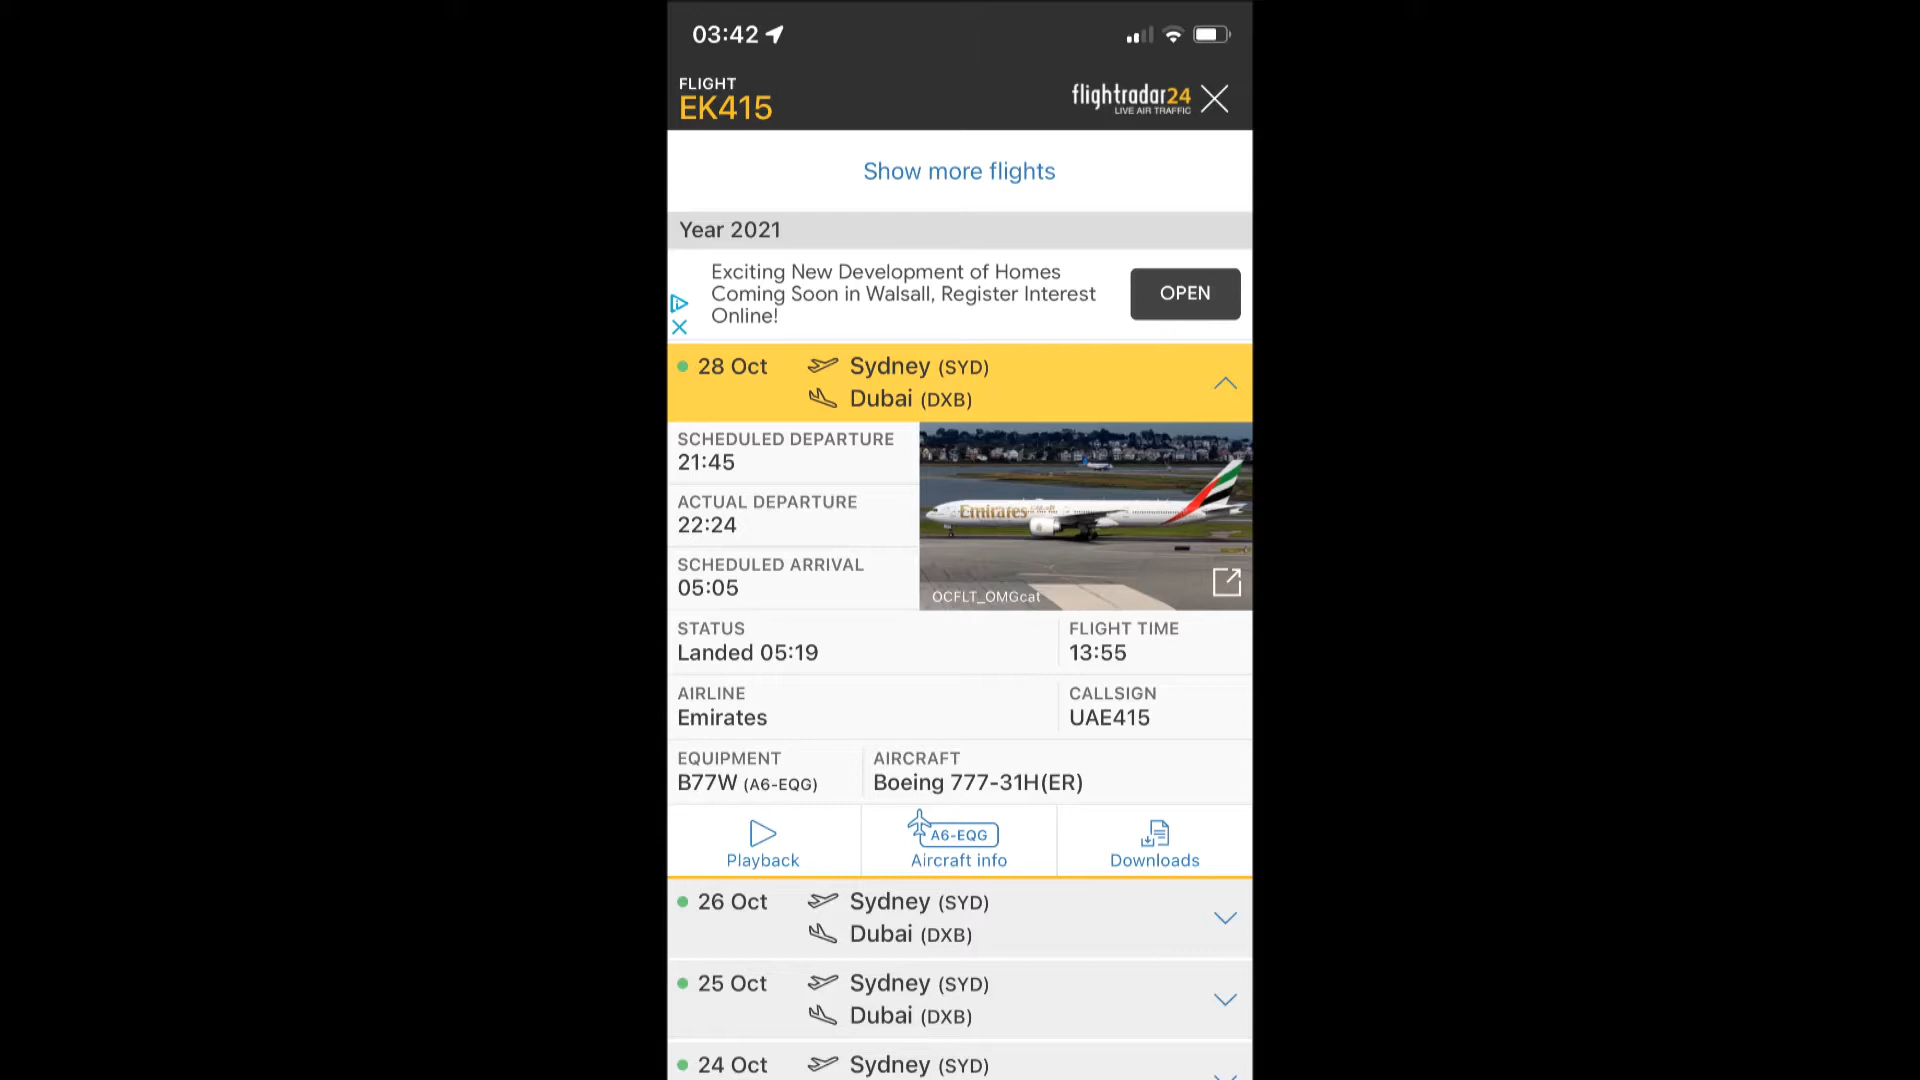 03:42
FLIGHT
EK415
flightradar24
LIVE AIR TRAFFIC
Show more flights
Year 2021
Exciting New Development of Homes
Coming Soon in Walsall, Register Interest
Online!
OPEN
28 Oct
Sydney (SYD)
Dubai (DXB)
SCHEDULED DEPARTURE
21:45
ACTUAL DEPARTURE
22:24
SCHEDULED ARRIVAL
05:05
Emirates
OCFLT_OMGcat
STATUS
Landed 05:19
FLIGHT TIME
13:55
AIRLINE
Emirates
CALLSIGN
UAE415
EQUIPMENT
B77W (A6-EQG)
AIRCRAFT
Boeing 777-31H(ER)
Playback
A6-EQG
Aircraft info
Downloads
26 Oct
Sydney (SYD)
Dubai (DXB)
25 Oct
Sydney (SYD)
Dubai (DXB)
24 Oct
Sydney (SYD)